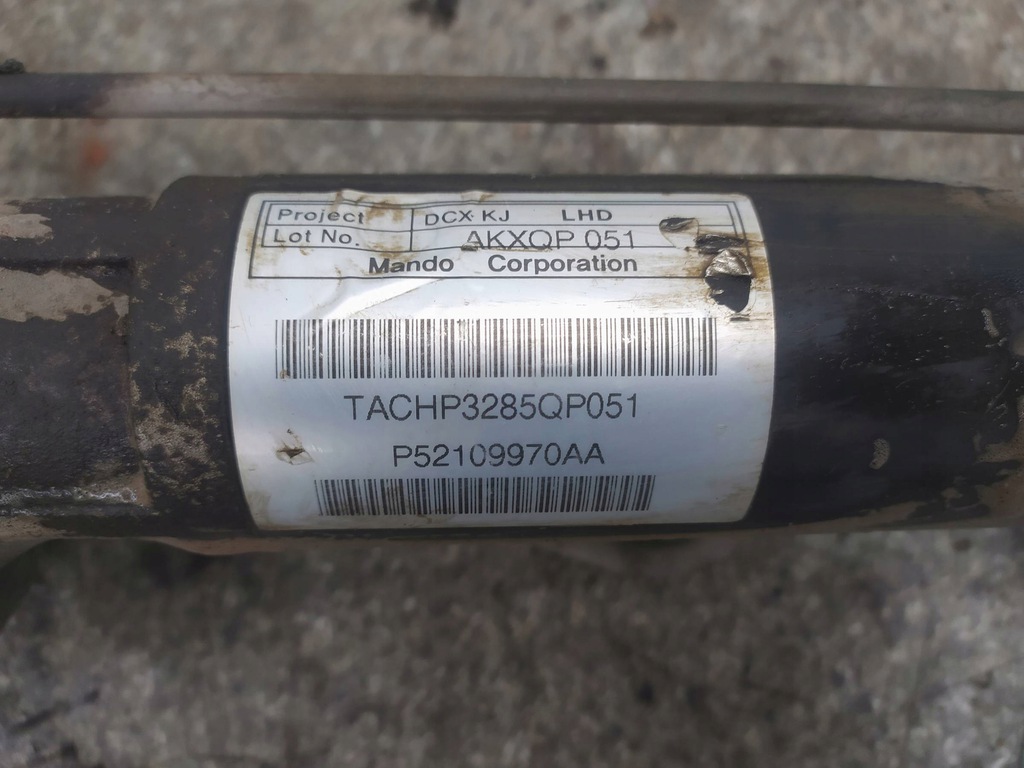 Project DCX KJ LHD
Lot No. AKXQP 051
Mando Corporation
TACHP3285QP051
P52109970AA